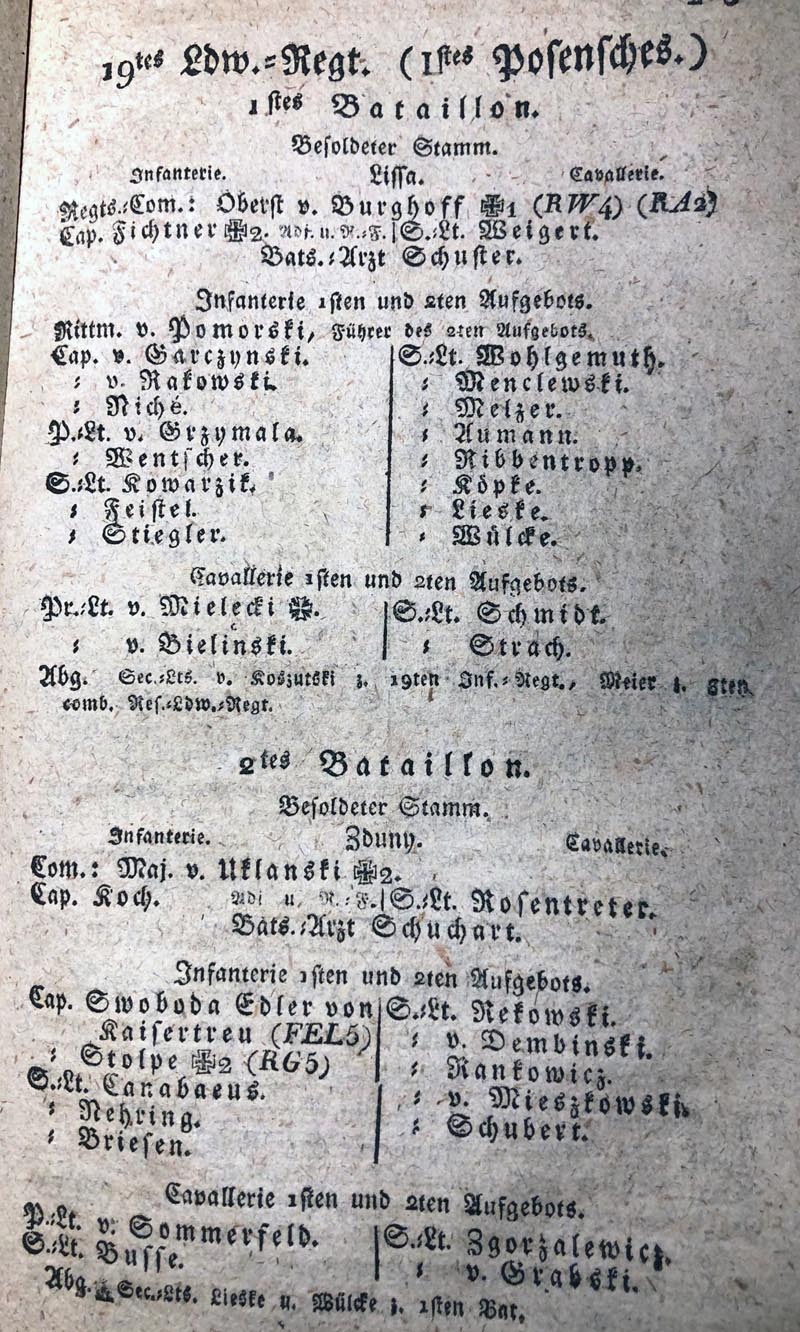 19tes Ldw.-Regt. (1stes Posensches.)
1stes Bataillon.
Besoldeter Stamm.
Infanterie. Lissa. Cavallerie.
Regts.-Com.: Oberst v. Burghoff ✠1 (RW4) (RA2)
Cap. Fichtner ✠2. Adj. u. R.-F. | S.-Lt. Weigert.
Bats.-Arzt Schuster.
Infanterie 1sten und 2ten Aufgebots.
Rittm. v. Pomorski, Führer des 2ten Aufgebots.
Cap. v. Garczynski. | S.-Lt. Wohlgemuth.
- v. Rakowski. | - Menclewski.
- Niché. | - Melzer.
P.-Lt. v. Grzymala. | - Aumann.
- Wentscher. | - Ribbentropp.
S.-Lt. Kowarzik. | - Köpke.
- Feistel. | - Lieske.
- Stiegler. | - Wülcke.
Cavallerie 1sten und 2ten Aufgebots.
Pr.-Lt. v. Mielecki ✠. | S.-Lt. Schmidt.
- v. Bielinski. | - Strach.
Abg. Sec.-Lts. v. Koszutski z. 19ten Inf.-Regt., Meier z. 8ten
comb. Res.-Ldw.-Regt.
2tes Bataillon.
Besoldeter Stamm.
Infanterie. Zduny. Cavallerie.
Com.: Maj. v. Uklanski ✠2.
Cap. Koch. Adj u. R.-F. | S.-Lt. Rosentreter.
Bats.-Arzt Schuchart.
Infanterie 1sten und 2ten Aufgebots.
Cap. Swoboda Edler von | S.-Lt. Rekowski.
Kaisertreu (FEL5) | - v. Dembinski.
- Stolpe ✠2 (RG5) | - Rankowicz.
S.-Lt. Canabaeus. | - v. Mieszkowski.
- Nehring. | - Schubert.
- Briesen.
Cavallerie 1sten und 2ten Aufgebots.
P.-Lt. v. Sommerfeld. | S.-Lt. Zgorzalewicz.
S.-Lt. Busse. | - v. Grabski.
Abg. Sec.-Lts. Lieske u. Wülcke z. 1sten Bat.